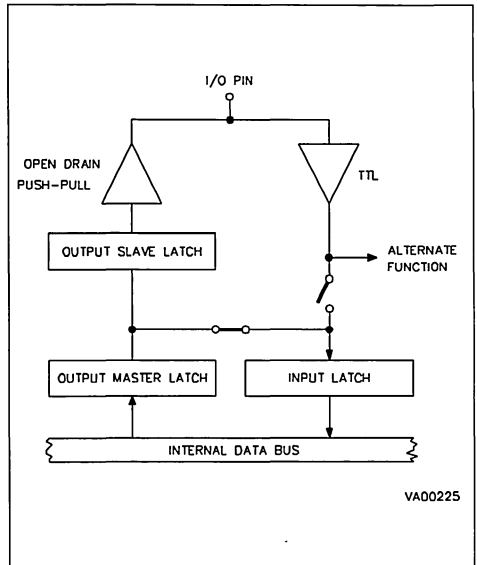 I/O PIN
OPEN DRAIN
PUSH-PULL
TTL
OUTPUT SLAVE LATCH
ALTERNATE
FUNCTION
OUTPUT MASTER LATCH
INPUT LATCH
INTERNAL DATA BUS
VA00225